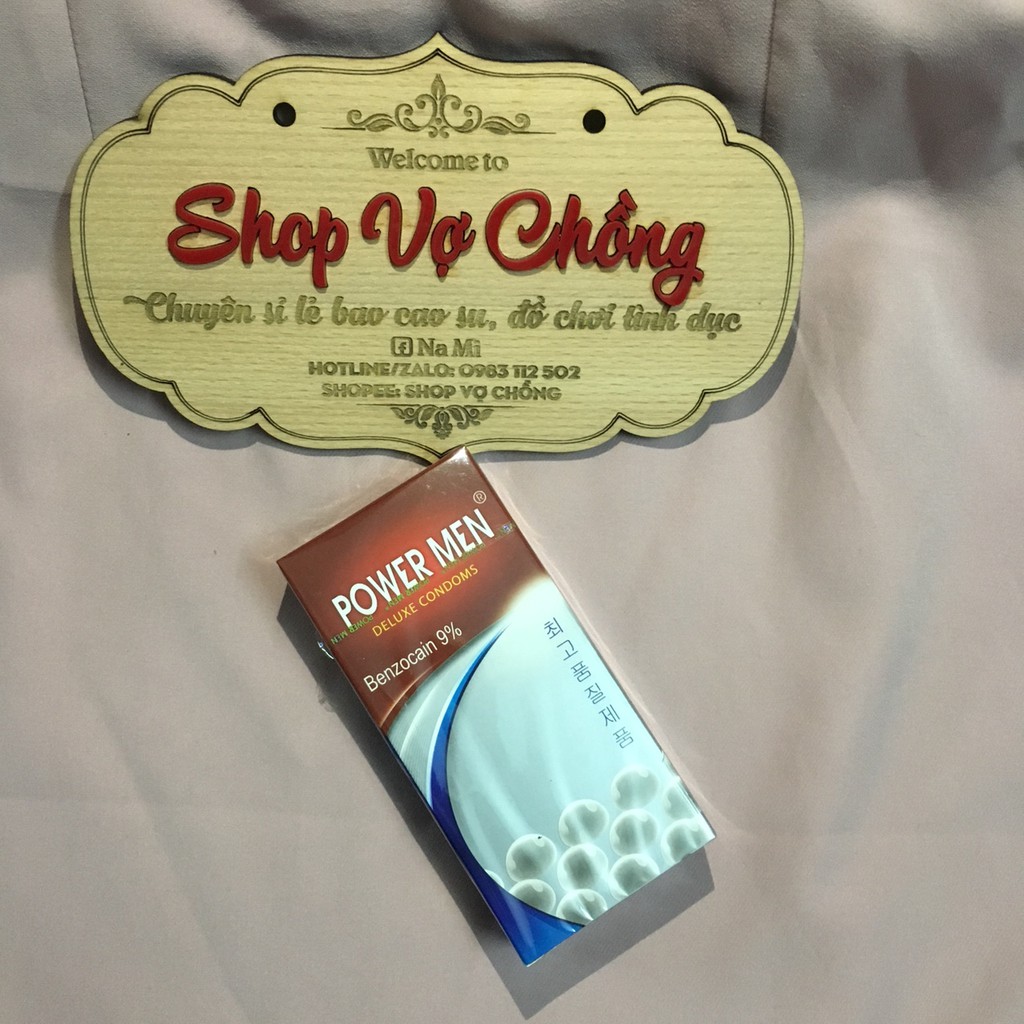 Welcome to
Shop Vợ Chồng
Chuyên sỉ lẻ bao cao su, đồ chơi tình dục
Na Mi
HOTLINE/ZALO: 0983 112 502
SHOPEE: SHOP VỢ CHỒNG
POWER MEN®
DELUXE CONDOMS
Benzocain 9%
최고품질제품